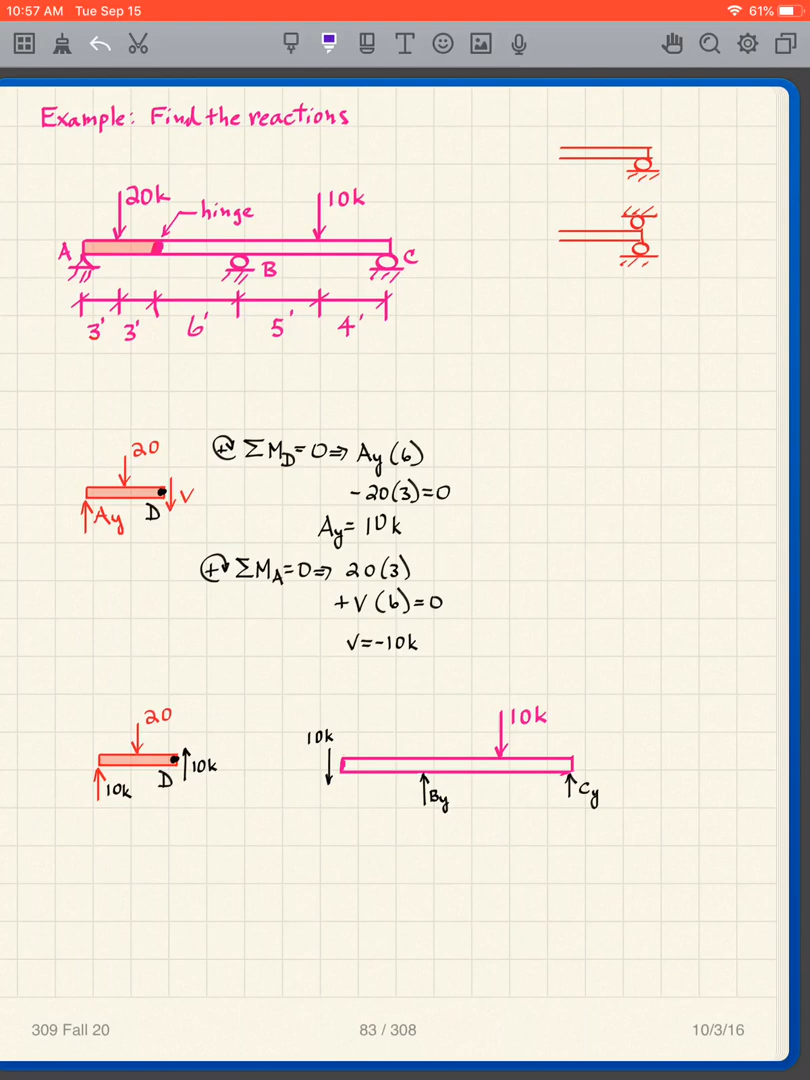 10:57 AM Tue Sep 15
61%
Example: Find the reactions
20k
10k
hinge
A
B
C
3' 3' 6' 5' 4'
20
Ay
D
V
+ ΣM_D=0⇒ Ay(6)
-20(3)=0
Ay=10k
+ ΣM_A=0⇒ 20(3)
+V(6)=0
V=-10k
20
10k
D
10k
10k
10k
By
Cy
309 Fall 20
83 / 308
10/3/16